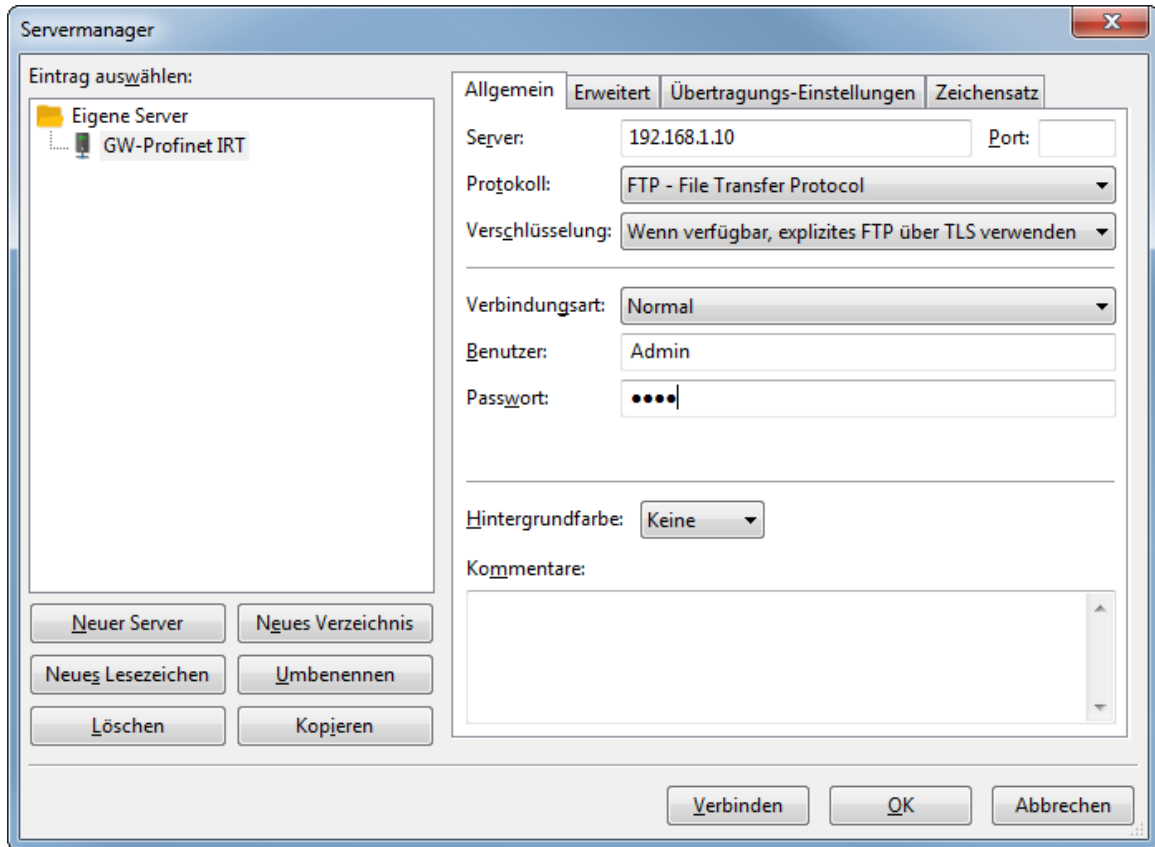 Servermanager
Eintrag auswählen:
Eigene Server
GW-Profinet IRT
Neuer Server Neues Verzeichnis
Neues Lesezeichen Umbenennen
Löschen Kopieren
Allgemein Erweitert Übertragungs-Einstellungen Zeichensatz
Server: 192.168.1.10 Port:
Protokoll: FTP - File Transfer Protocol
Verschlüsselung: Wenn verfügbar, explizites FTP über TLS verwenden
Verbindungsart: Normal
Benutzer: Admin
Passwort: ●●●●
Hintergrundfarbe: Keine
Kommentare:
Verbinden OK Abbrechen